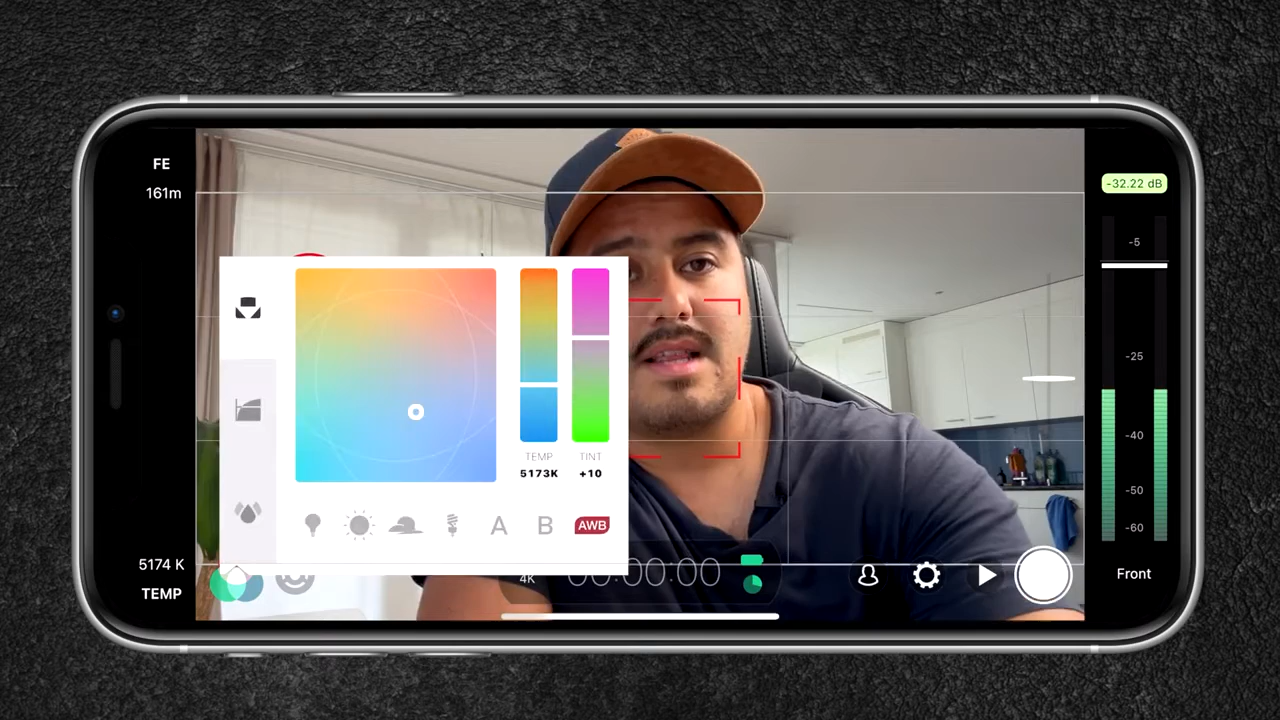 FE
161m
-32.22 dB
-5
-25
-40
-50
-60
TEMP
TINT
5173K
+10
A
B
AWB
5174 K
TEMP
4K
00:00:00
Front